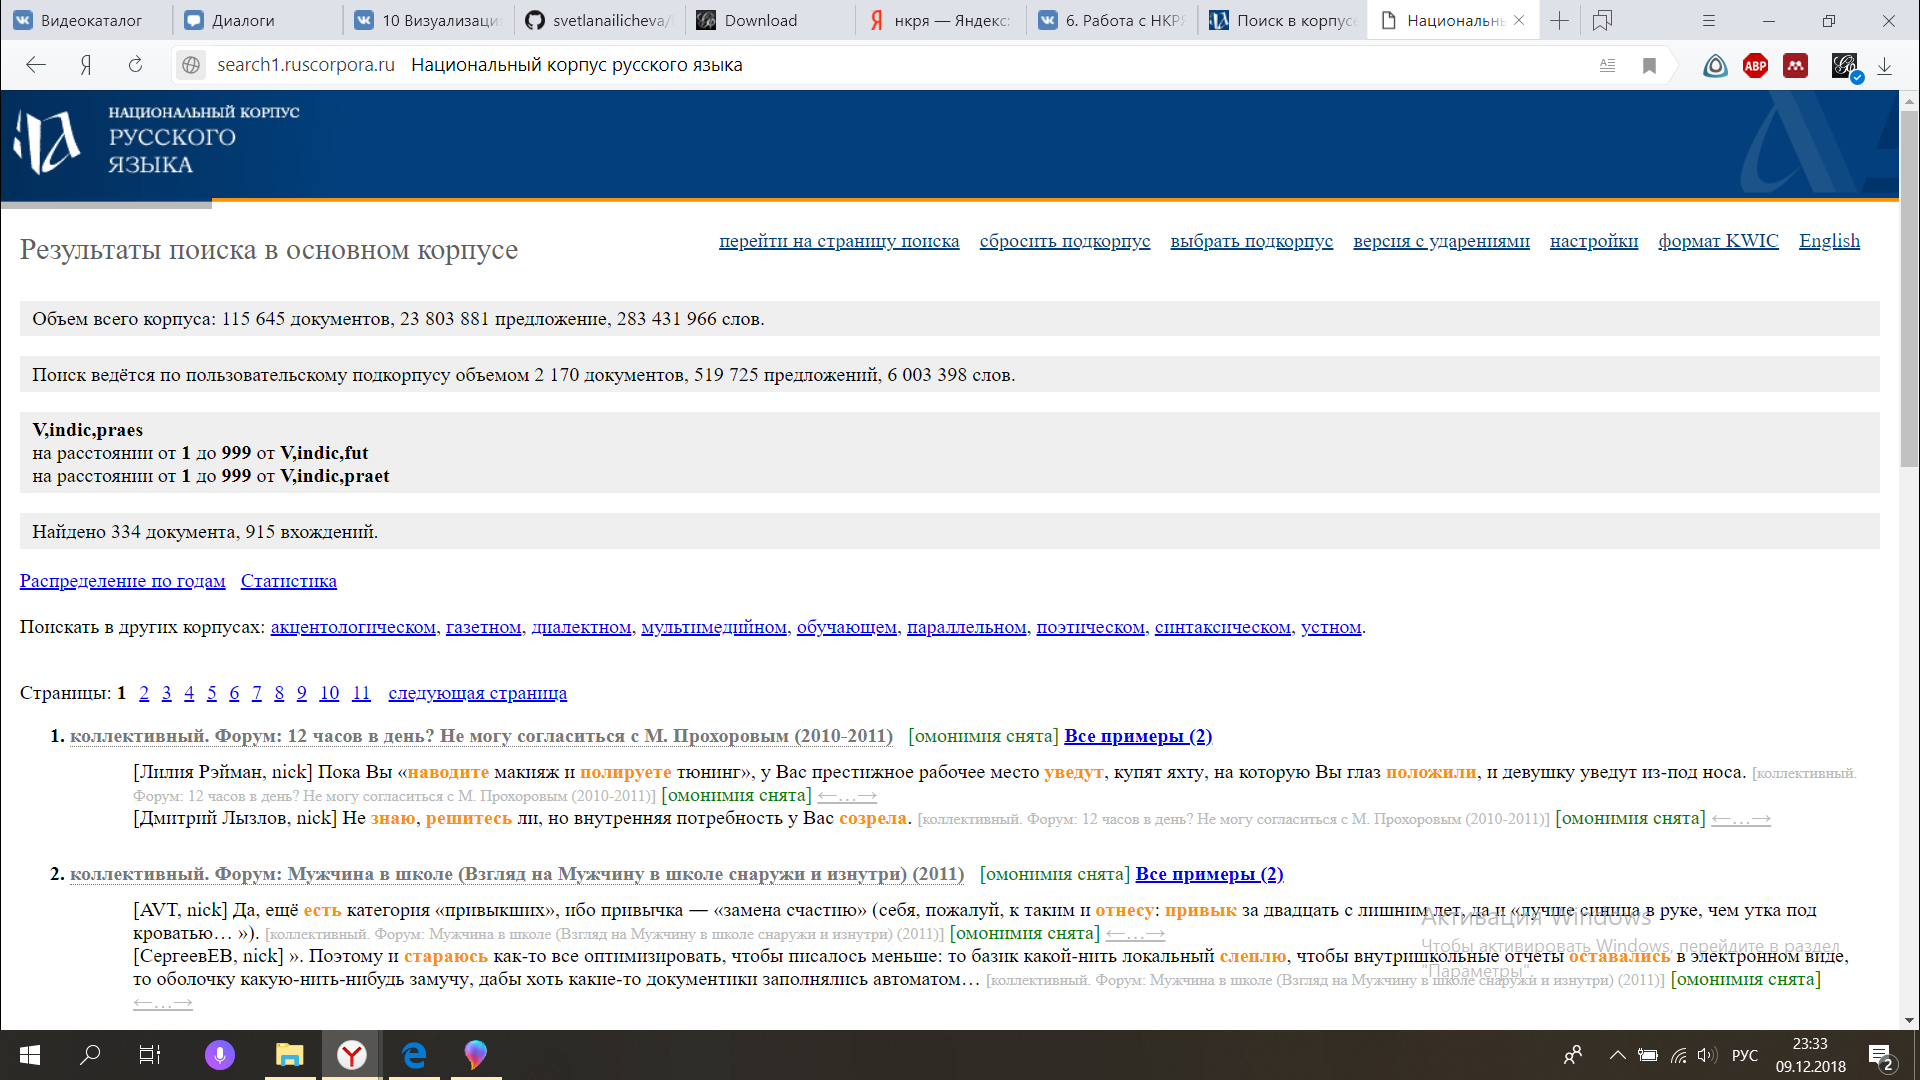 Видеокаталог
Диалоги
10 Визуализаци
svetlanailicheva/
Download
нкря — Яндекс:
6. Работа с НКРЯ
Поиск в корпусе
Национальн
search1.ruscorpora.ru Национальный корпус русского языка
ABP
НАЦИОНАЛЬНЫЙ КОРПУС
РУССКОГО
ЯЗЫКА
Результаты поиска в основном корпусе
перейти на страницу поиска сбросить подкорпус выбрать подкорпус версия с ударениями настройки формат KWIC English
Объем всего корпуса: 115 645 документов, 23 803 881 предложение, 283 431 966 слов.
Поиск ведётся по пользовательскому подкорпусу объемом 2 170 документов, 519 725 предложений, 6 003 398 слов.
V,indic,praes
на расстоянии от 1 до 999 от V,indic,fut
на расстоянии от 1 до 999 от V,indic,praet
Найдено 334 документа, 915 вхождений.
Распределение по годам Статистика
Поискать в других корпусах: акцентологическом, газетном, диалектном, мультимедийном, обучающем, параллельном, поэтическом, синтаксическом, устном.
Страницы: 1 2 3 4 5 6 7 8 9 10 11 следующая страница
1. коллективный. Форум: 12 часов в день? Не могу согласиться с М. Прохоровым (2010-2011) [омонимия снята] Все примеры (2)
[Лилия Рэйман, nick] Пока Вы «наводите макияж и полируете тюнинг», у Вас престижное рабочее место уведут, купят яхту, на которую Вы глаз положили, и девушку уведут из-под носа. [коллективный.
Форум: 12 часов в день? Не могу согласиться с М. Прохоровым (2010-2011)] [омонимия снята] ←…→
[Дмитрий Лызлов, nick] Не знаю, решитесь ли, но внутренняя потребность у Вас созрела. [коллективный. Форум: 12 часов в день? Не могу согласиться с М. Прохоровым (2010-2011)] [омонимия снята] ←…→
2. коллективный. Форум: Мужчина в школе (Взгляд на Мужчину в школе снаружи и изнутри) (2011) [омонимия снята] Все примеры (2)
[AVT, nick] Да, ещё есть категория «привыкших», ибо привычка — «замена счастию» (себя, пожалуй, к таким и отнесу: привык за двадцать с лишним лет, да и «лучше синица в руке, чем утка под
кроватью… »). [коллективный. Форум: Мужчина в школе (Взгляд на Мужчину в школе снаружи и изнутри) (2011)] [омонимия снята] ←…→
[СергеевЕВ, nick] ». Поэтому и стараюсь как-то все оптимизировать, чтобы писалось меньше: то базик какой-нить локальный слеплю, чтобы внутришкольные отчеты оставались в электронном виде,
то оболочку какую-нить-нибудь замучу, дабы хоть какие-то документики заполнялись автоматом… [коллективный. Форум: Мужчина в школе (Взгляд на Мужчину в школе снаружи и изнутри) (2011)] [омонимия снята]
←…→
Активация Windows
Чтобы активировать Windows, перейдите в раздел
"Параметры".
РУС
23:33
09.12.2018
2